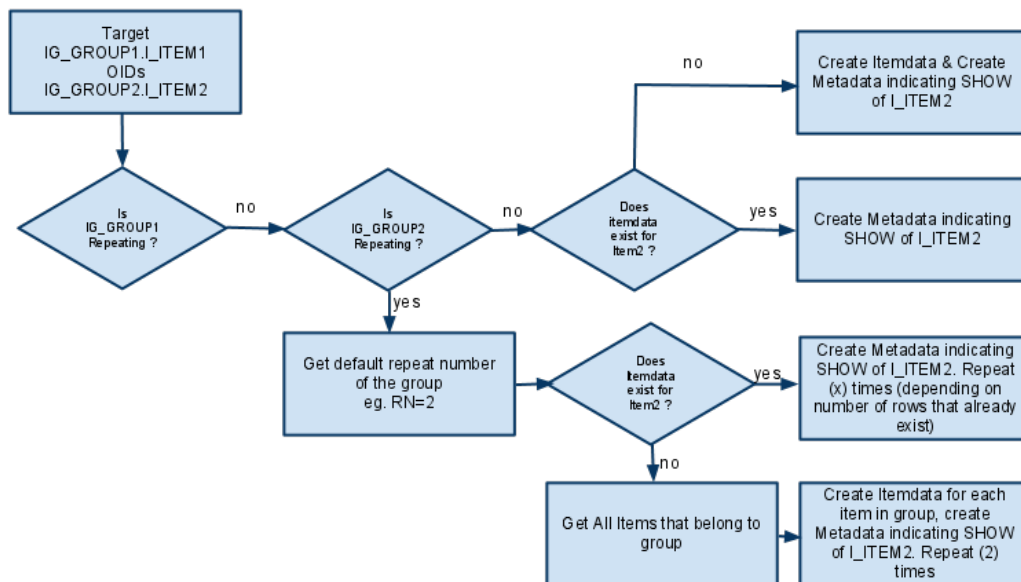 Target
IG_GROUP1.I_ITEM1
OIDs
IG_GROUP2.I_ITEM2
no
Create Itemdata & Create
Metadata indicating SHOW
of I_ITEM2
Is
IG_GROUP1
Repeating ?
no
Is
IG_GROUP2
Repeating ?
no
Does
itemdata
exist for
Item2 ?
yes
Create Metadata indicating
SHOW of I_ITEM2
yes
Get default repeat number
of the group
eg. RN=2
Does
Itemdata
exist for
Item2 ?
yes
Create Metadata indicating
SHOW of I_ITEM2. Repeat
(x) times (depending on
number of rows that already
exist)
no
Get All Items that belong to
group
Create Itemdata for each
item in group, create
Metadata indicating SHOW
of I_ITEM2. Repeat (2)
times